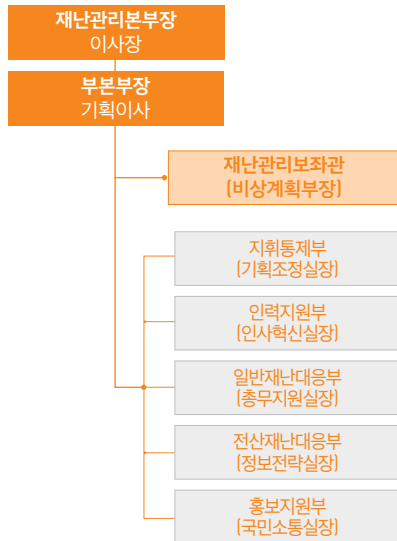 재난관리본부장
이사장
부본부장
기획이사
재난관리보좌관
(비상계획부장)
지휘통제부
(기획조정실장)
인력지원부
(인사혁신실장)
일반재난대응부
(총무지원실장)
전산재난대응부
(정보전략실장)
홍보지원부
(국민소통실장)